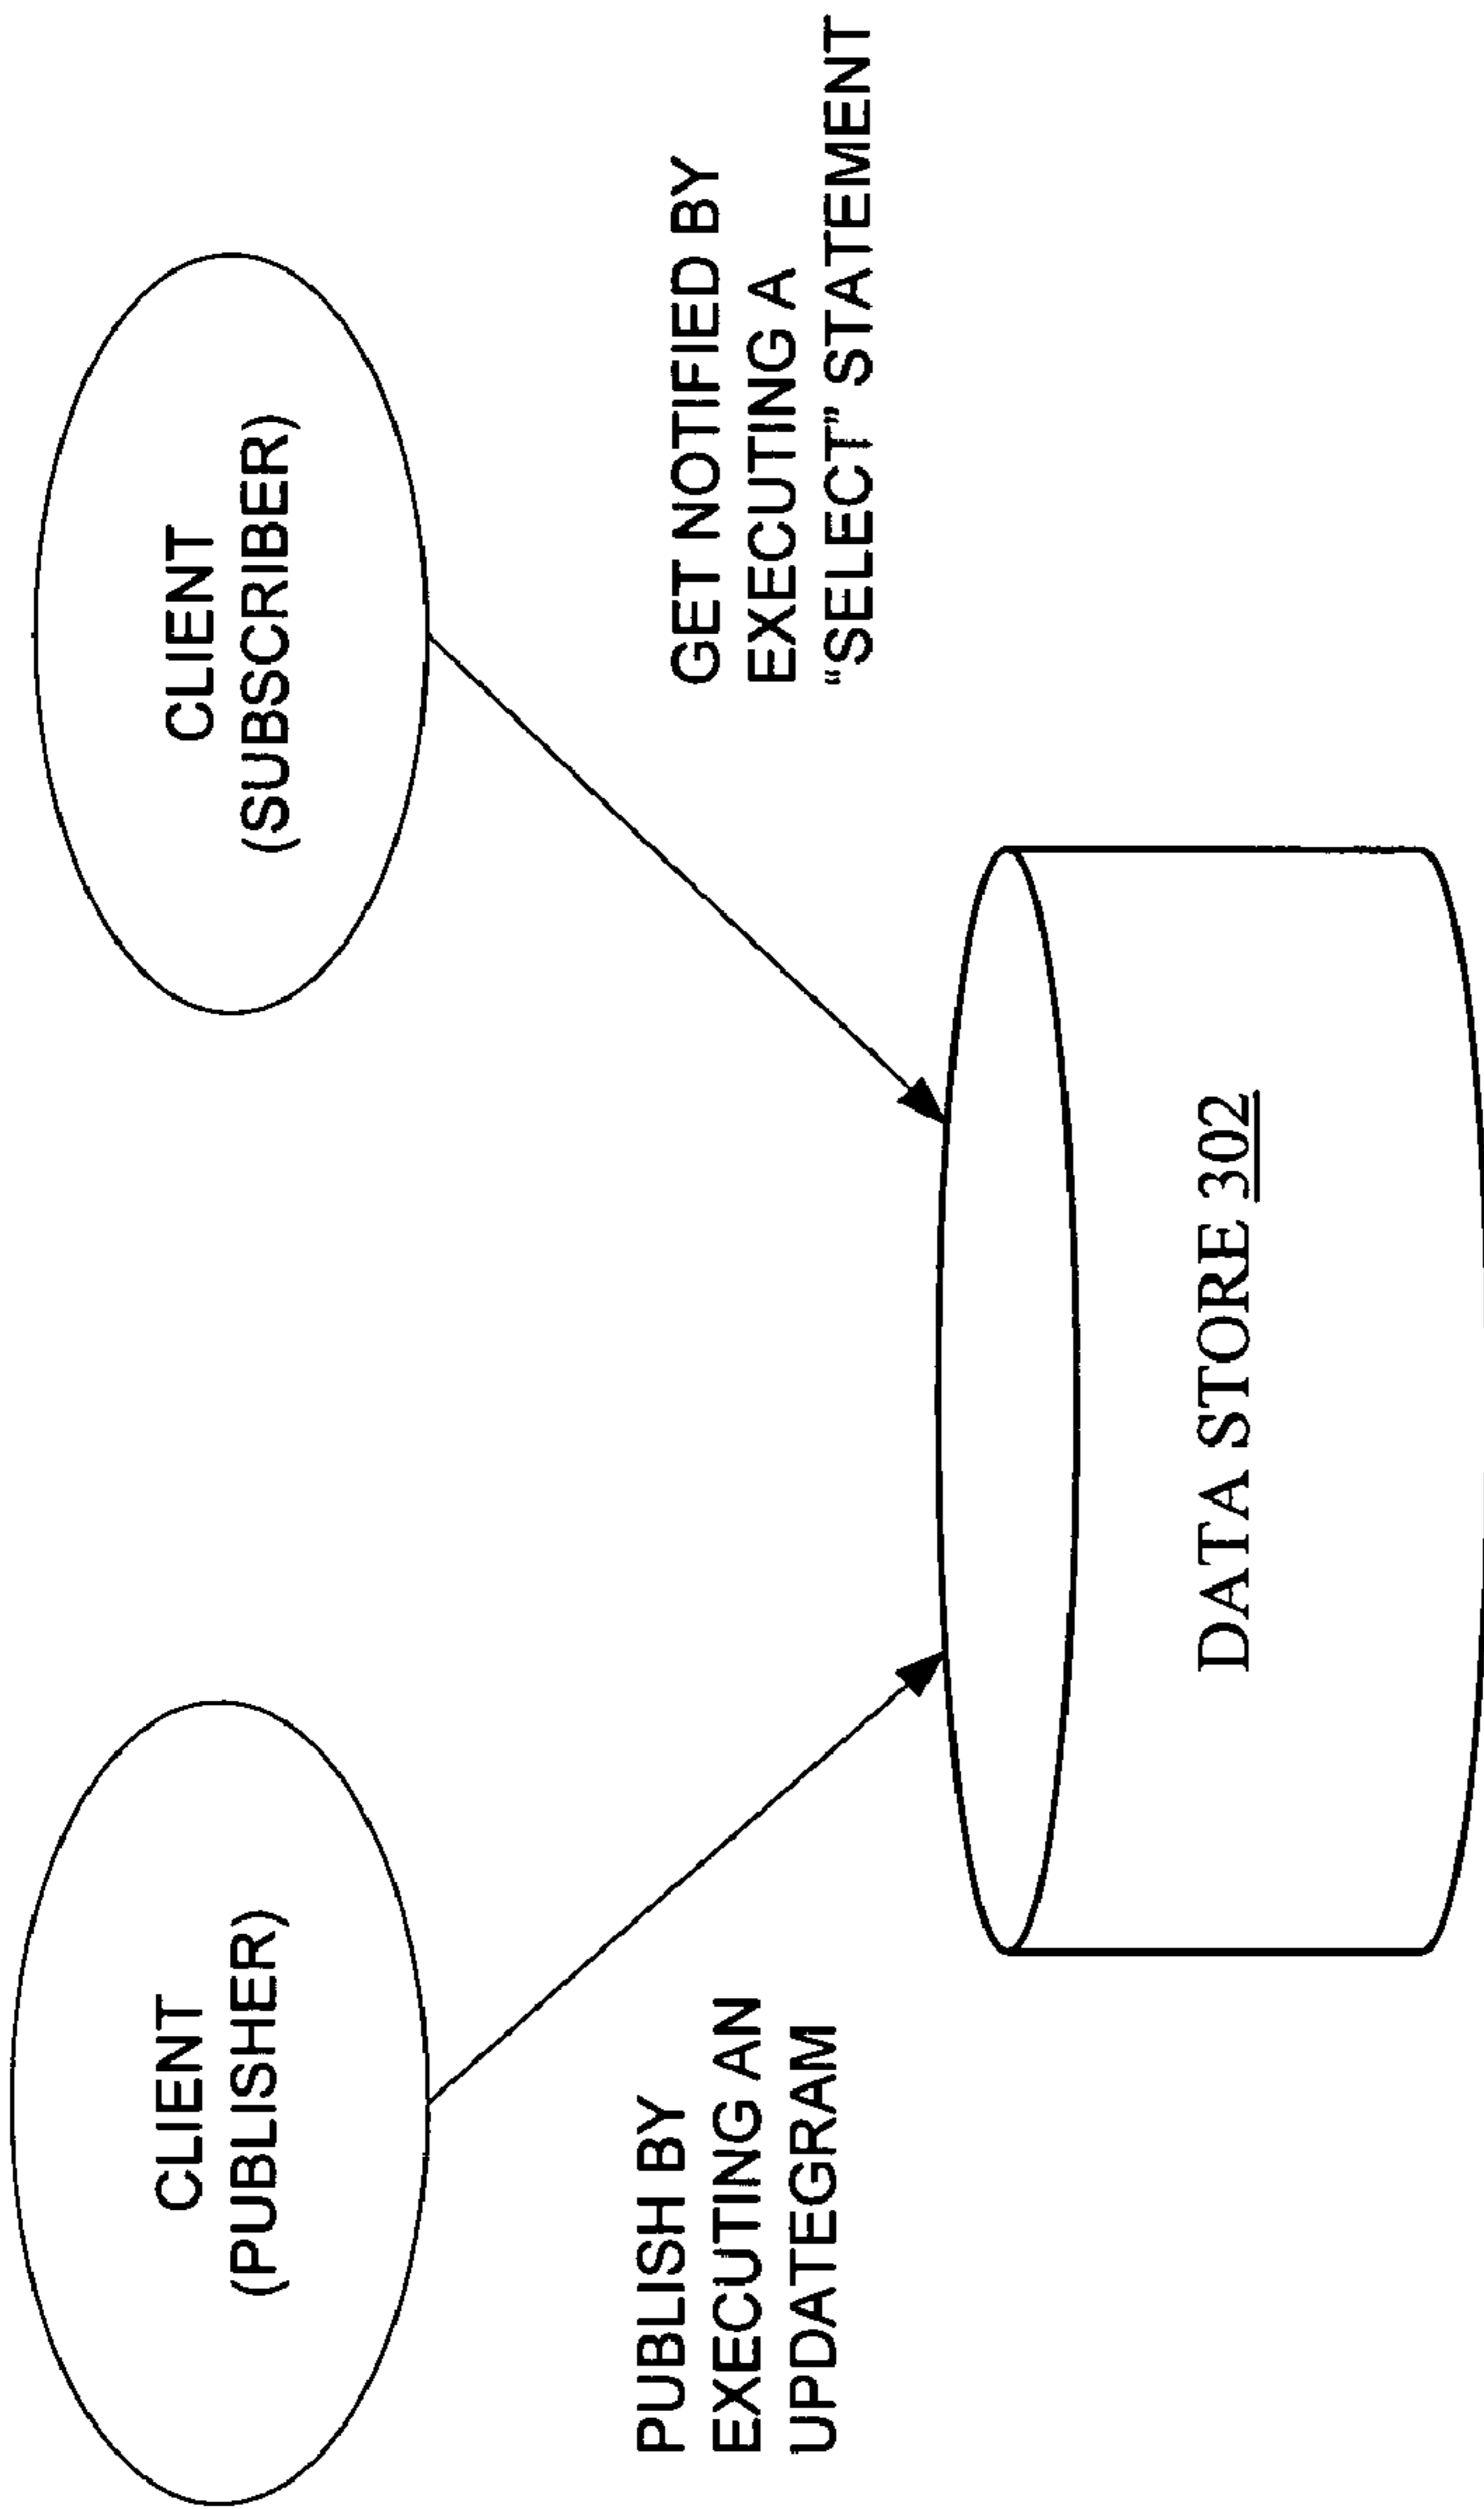 CLIENT
(PUBLISHER)
CLIENT
(SUBSCRIBER)
PUBLISH BY
EXECUTING AN
UPDATEGRAM
GET NOTIFIED BY
EXECUTING A
“SELECT” STATEMENT
DATA STORE 302